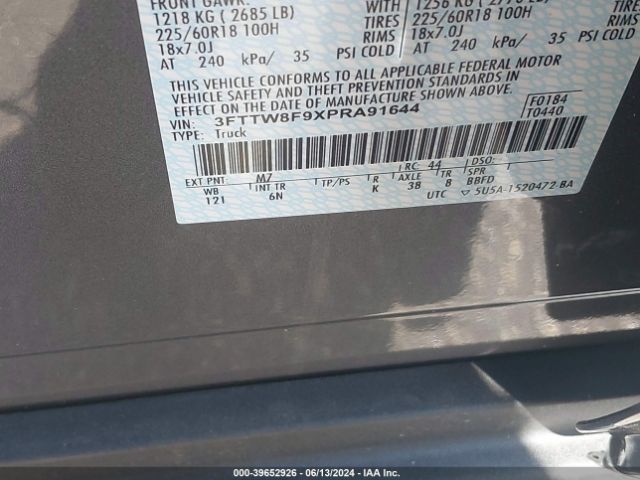 FRONT GAWR:
1218 KG ( 2685 LB) WITH
225/60R18 100H TIRES 225/60R18 100H
18x7.0J RIMS 18x7.0J RIMS
AT 240 kPa/ 35 PSI COLD AT 240 kPa/ 35 PSI COLD
THIS VEHICLE CONFORMS TO ALL APPLICABLE FEDERAL MOTOR
VEHICLE SAFETY AND THEFT PREVENTION STANDARDS IN
EFFECT ON THE DATE OF MANUFACTURE SHOWN ABOVE.
VIN: 3FTTW8F9XPRA91644 F0184
TYPE: Truck T0440
EXT PNT: M7 RC: 44 DSO:
WB INT TR TP/PS R AXLE TR SPR
121 6N K 3B 8 BBFD
UTC 5U5A-1520472-BA
000-39652926 - 06/13/2024 - IAA Inc.